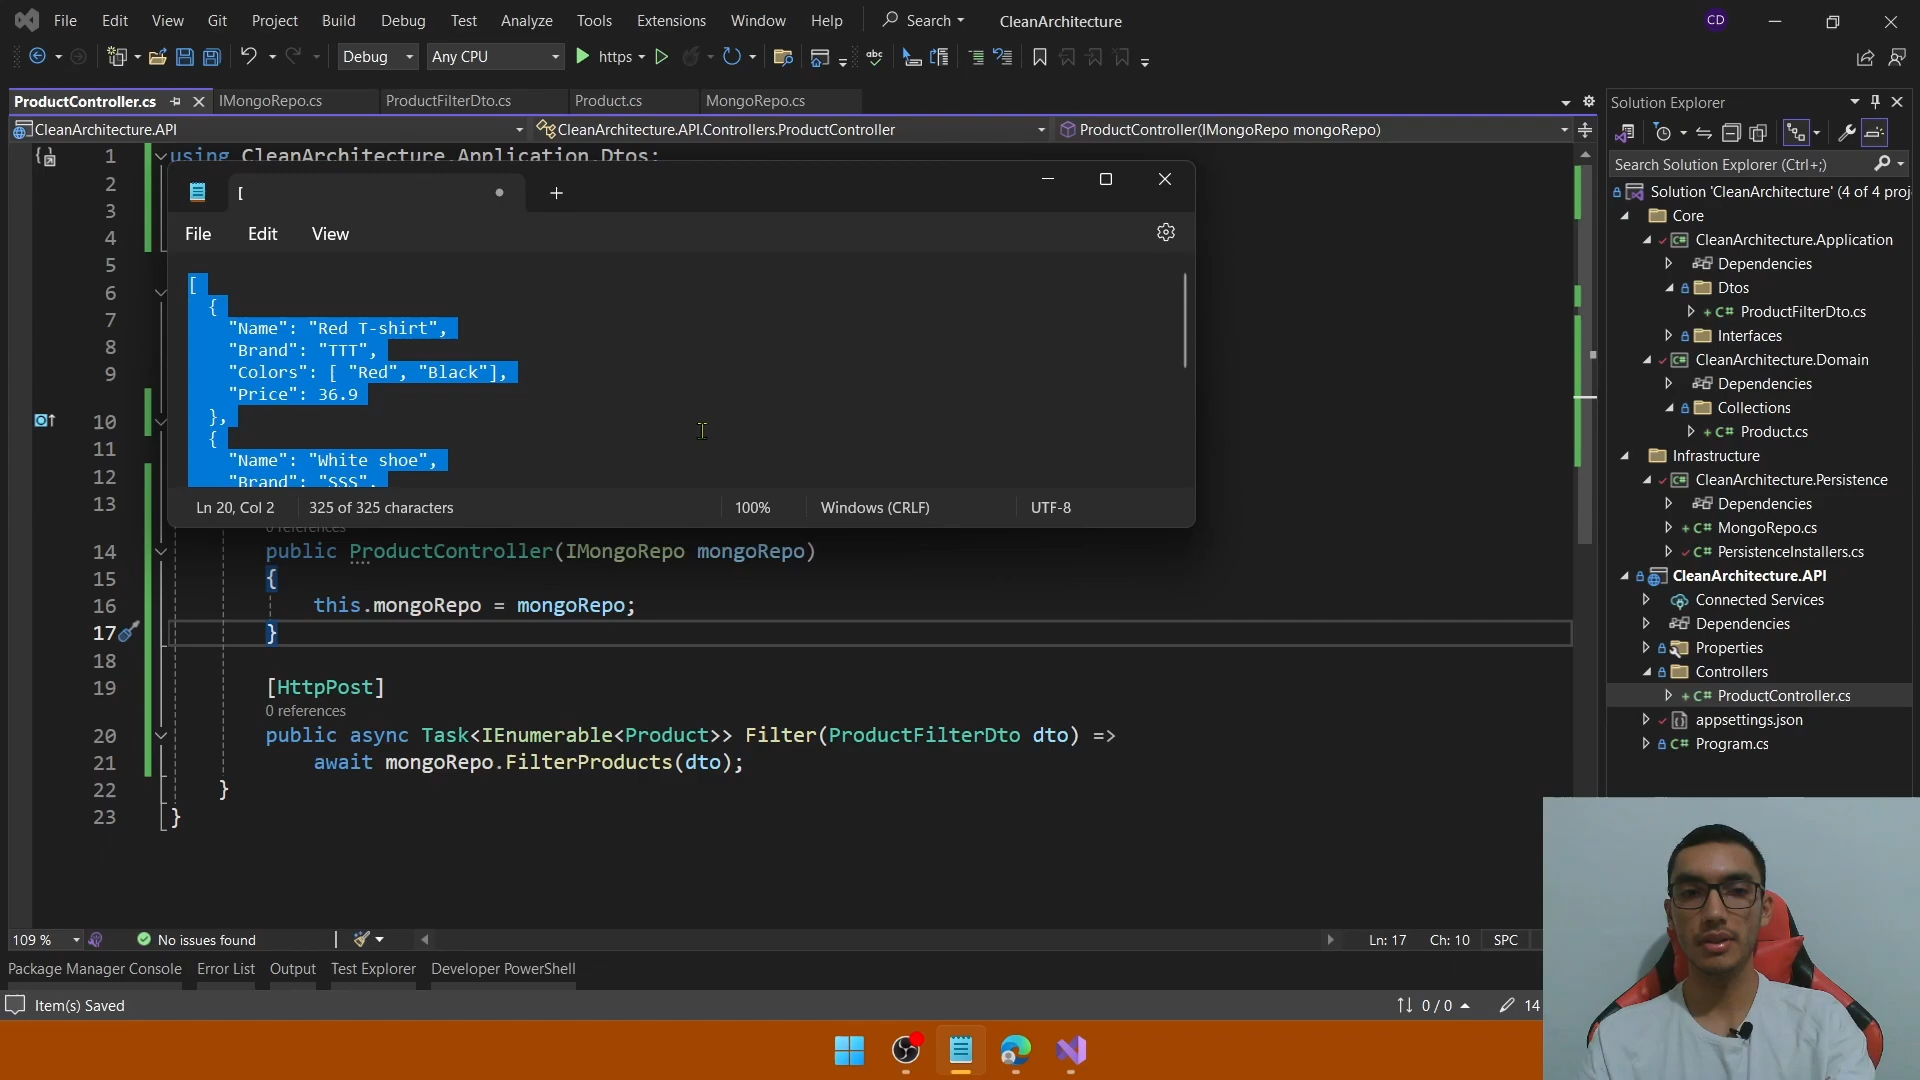 File Edit View Git Project Build Debug Test Analyze Tools Extensions Window Help Search CleanArchitecture CD
Debug Any CPU https
ProductController.cs IMongoRepo.cs ProductFilterDto.cs Product.cs MongoRepo.cs
CleanArchitecture.API CleanArchitecture.API.Controllers.ProductController ProductController(IMongoRepo mongoRepo)
1 using CleanArchitecture.Application.Dtos;
2
3
4
5
6
7
8
9
10
11
12
13
[
File Edit View
[
{
"Name": "Red T-shirt",
"Brand": "TTT",
"Colors": [ "Red", "Black"],
"Price": 36.9
},
{
"Name": "White shoe",
"Brand": "SSS",
Ln 20, Col 2 325 of 325 characters 100% Windows (CRLF) UTF-8
0 references
14 public ProductController(IMongoRepo mongoRepo)
15 {
16 this.mongoRepo = mongoRepo;
17 }
18
19 [HttpPost]
0 references
20 public async Task<IEnumerable<Product>> Filter(ProductFilterDto dto) =>
21 await mongoRepo.FilterProducts(dto);
22 }
23 }
109 % No issues found Ln: 17 Ch: 10 SPC
Package Manager Console Error List Output Test Explorer Developer PowerShell
Item(s) Saved 0 / 0 14
Solution Explorer
Search Solution Explorer (Ctrl+;)
Solution 'CleanArchitecture' (4 of 4 proj
Core
CleanArchitecture.Application
Dependencies
Dtos
ProductFilterDto.cs
Interfaces
CleanArchitecture.Domain
Dependencies
Collections
Product.cs
Infrastructure
CleanArchitecture.Persistence
Dependencies
MongoRepo.cs
PersistenceInstallers.cs
CleanArchitecture.API
Connected Services
Dependencies
Properties
Controllers
ProductController.cs
appsettings.json
Program.cs